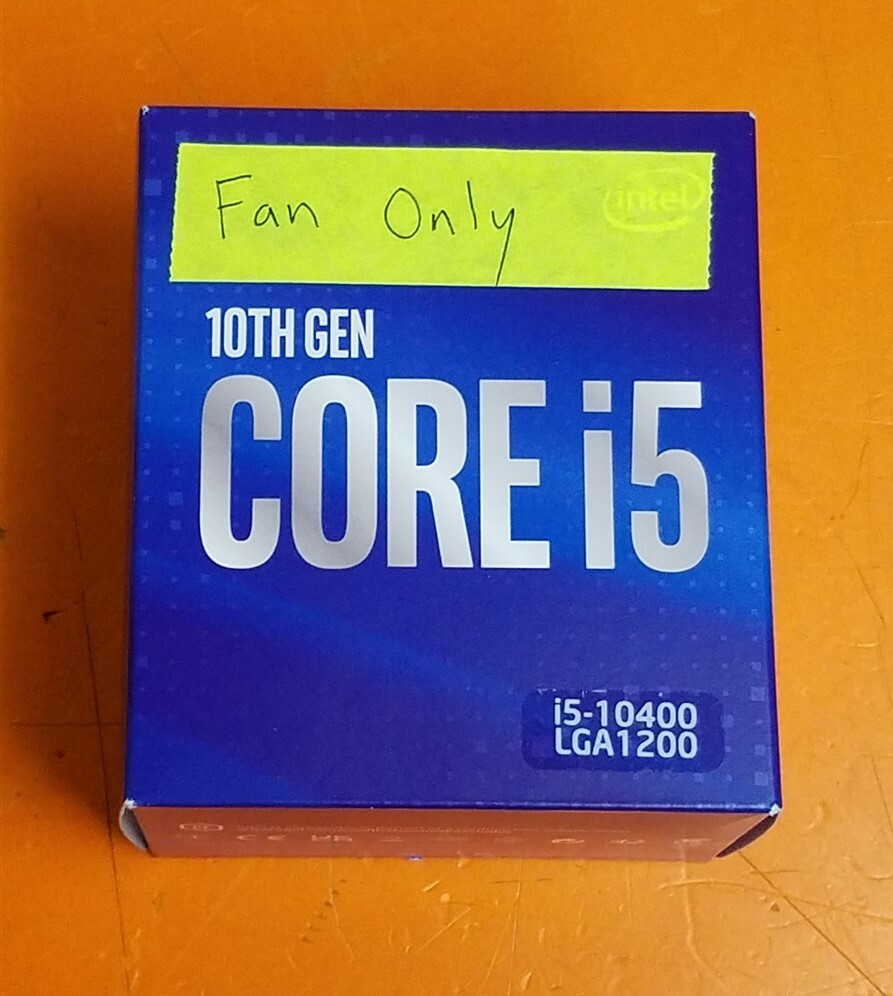 Fan Only
intel
10TH GEN
CORE i5
i5-10400
LGA1200